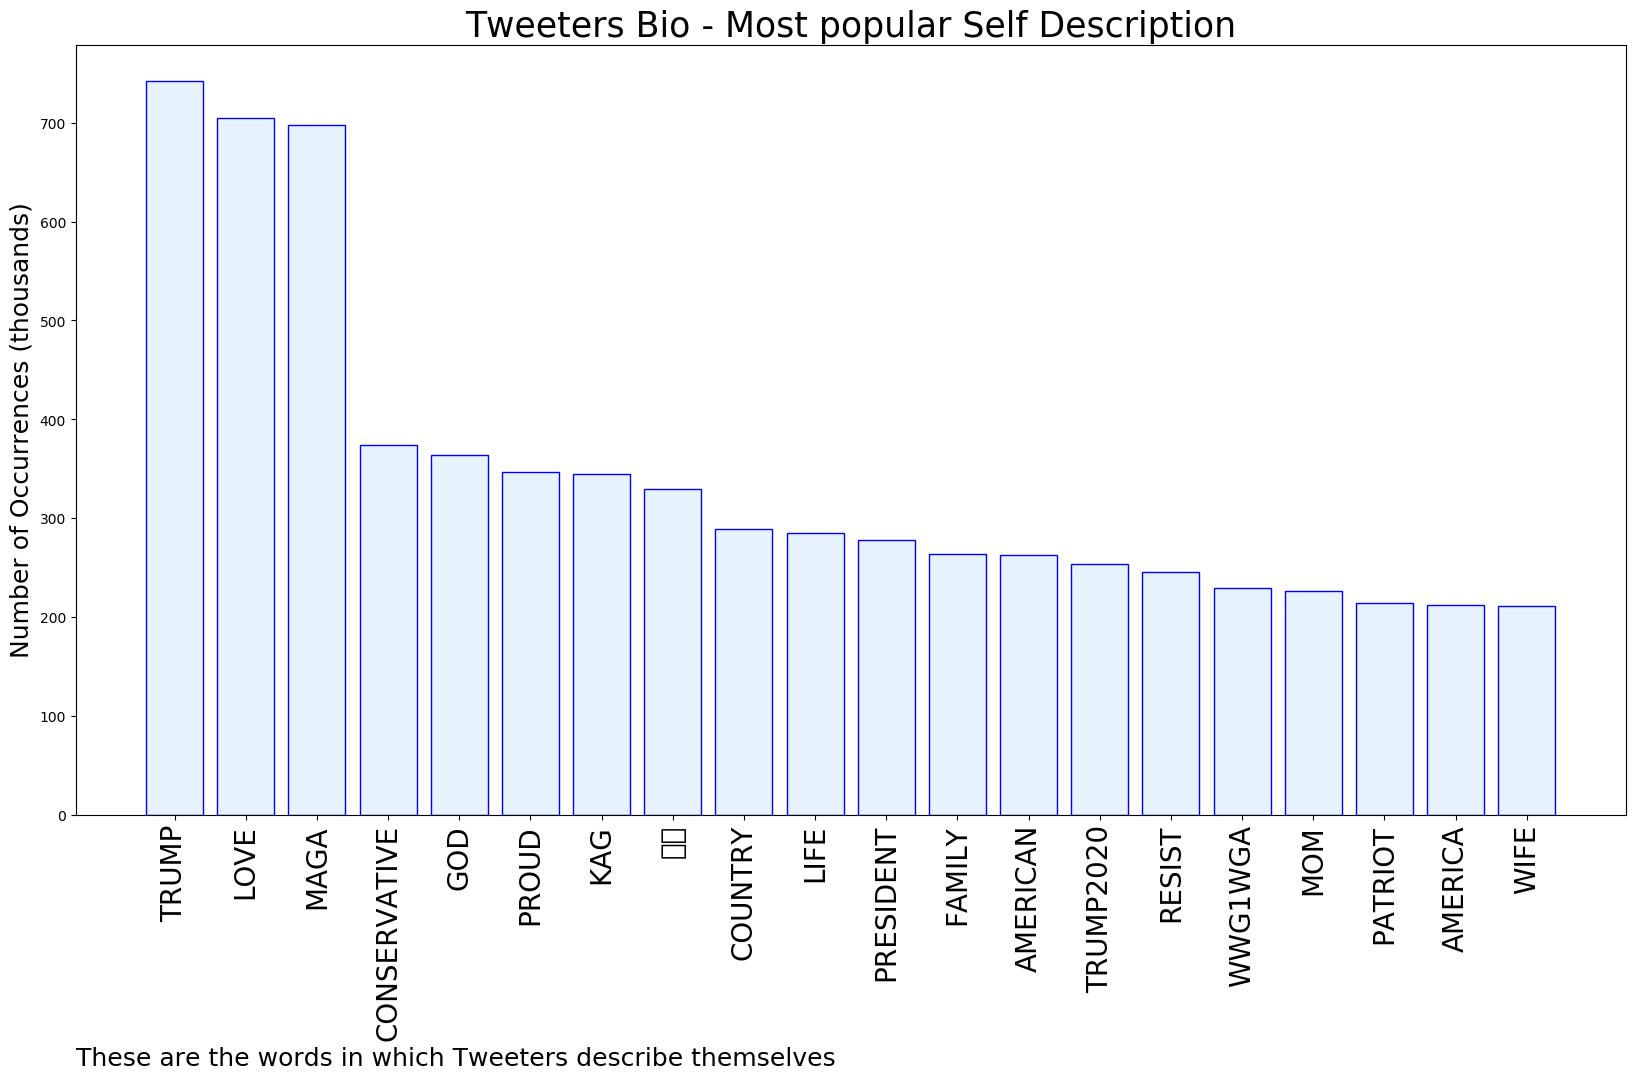 Tweeters Bio - Most popular Self Description
Number of Occurrences (thousands)
700
600
500
400
300
200
100
0
TRUMP
LOVE
MAGA
CONSERVATIVE
GOD
PROUD
KAG
COUNTRY
LIFE
PRESIDENT
FAMILY
AMERICAN
TRUMP2020
RESIST
WWG1WGA
MOM
PATRIOT
AMERICA
WIFE
These are the words in which Tweeters describe themselves